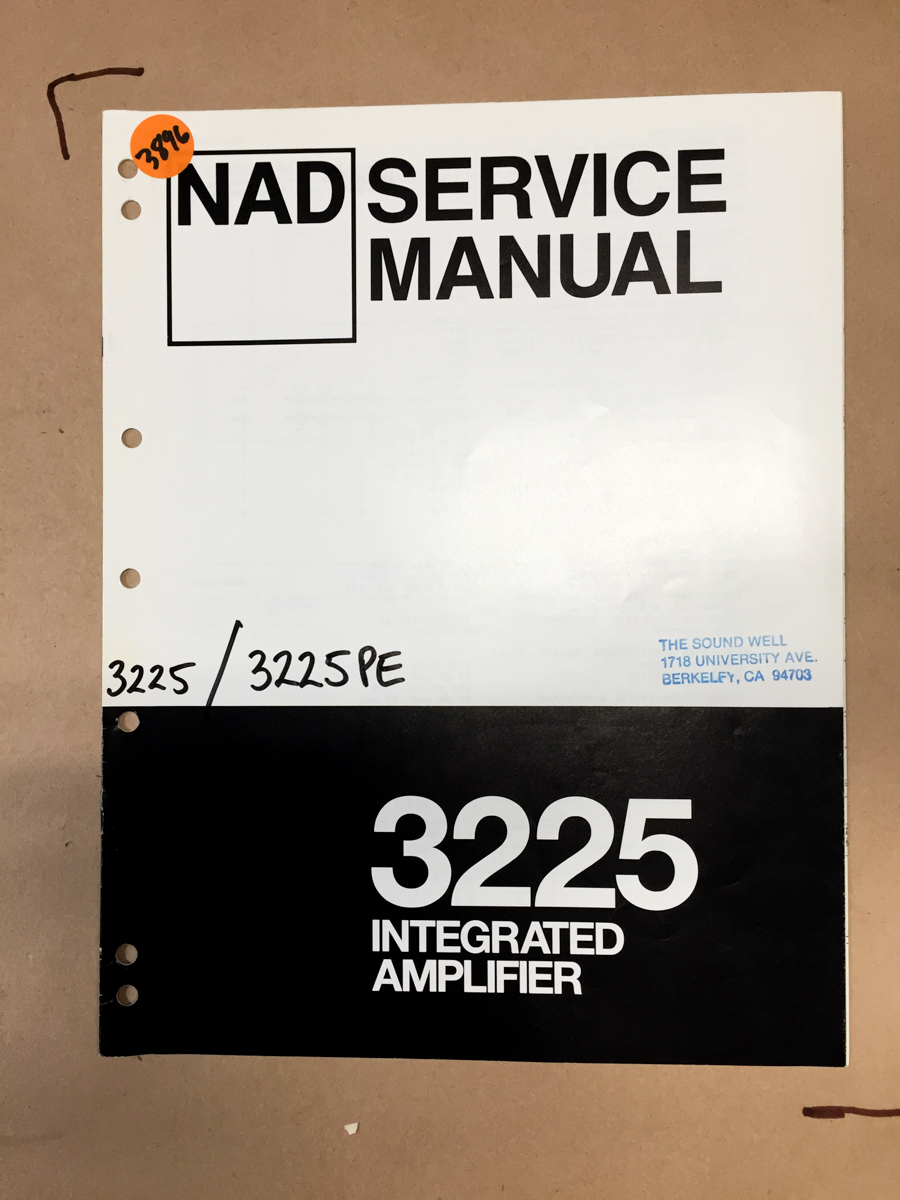 3896
NAD
SERVICE
MANUAL
3225 / 3225PE
THE SOUND WELL
1718 UNIVERSITY AVE.
BERKELEY, CA 94703
3225
INTEGRATED
AMPLIFIER